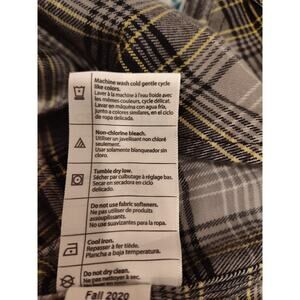 Machine wash cold gentle cycle
like colors.
Laver à la machine à l'eau froide avec
les mêmes couleurs, cycle délicat.
Lavar en máquina con agua fría,
junto a colores similares, en el ciclo
de ropa delicada.
Non-chlorine bleach.
Utiliser un javellisant non chloré
seulement.
Usar solamente blanqueador sin
cloro.
Tumble dry low.
Sécher par culbutage à réglage bas.
Secar en secadora en ciclo
delicado.
Do not use fabric softeners.
Ne pas utiliser de produits
assouplissants.
No use suavizantes para la ropa.
Cool iron.
Repasser à fer tiède.
Plancha a baja temperatura.
Do not dry clean.
Ne pas nettoyer à sec.
Fall 2020